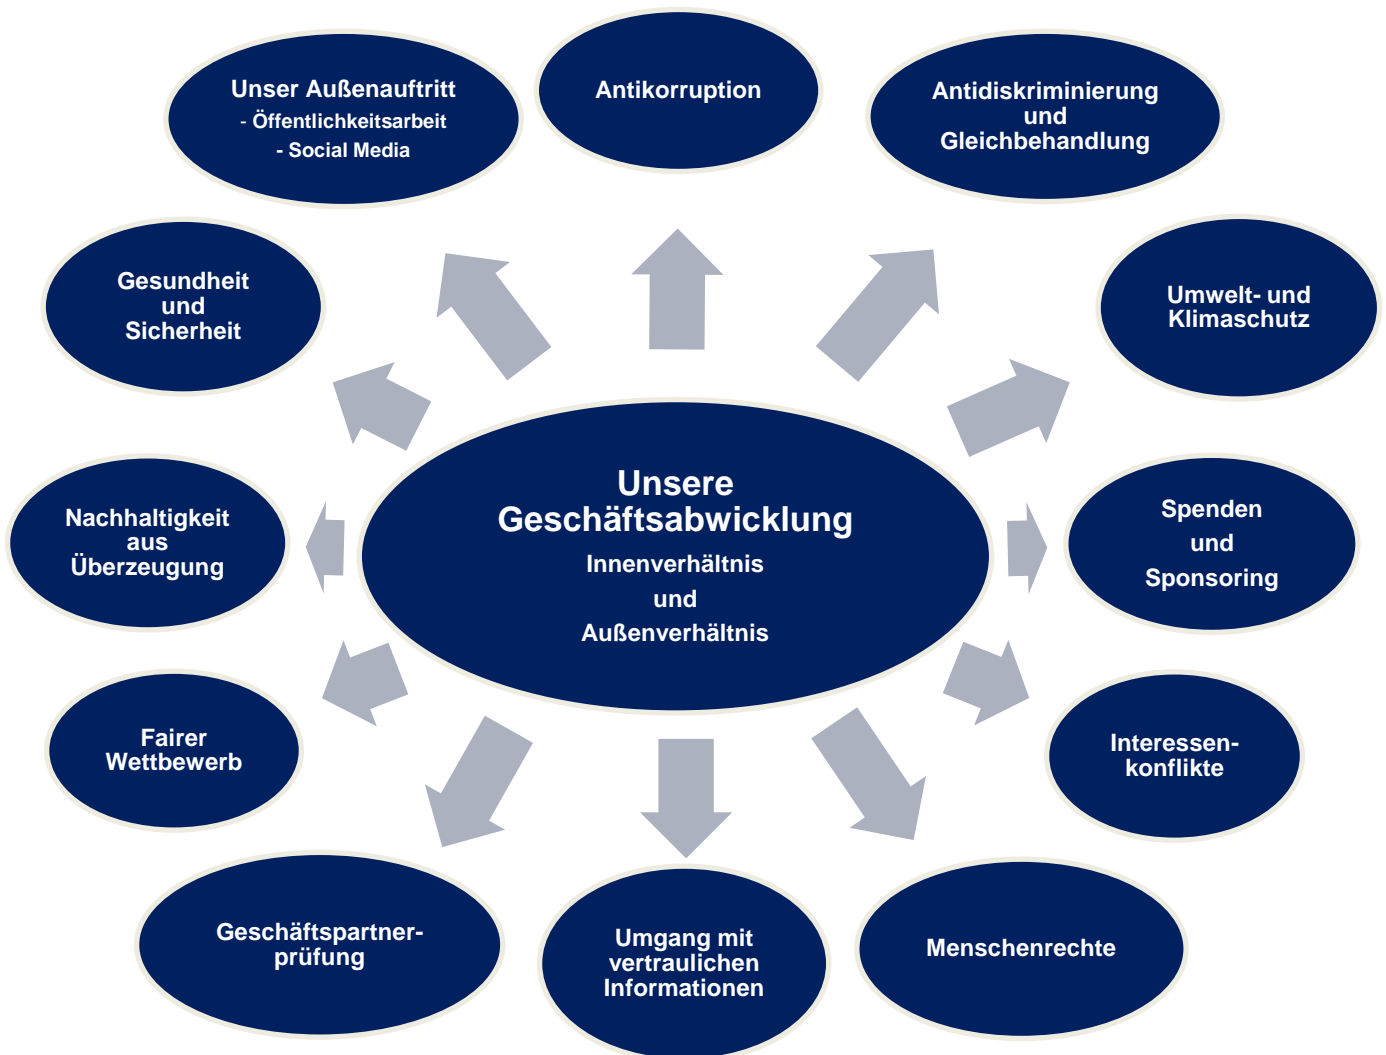 Unser Außenauftritt
- Öffentlichkeitsarbeit
- Social Media
Antikorruption
Antidiskriminierung
und
Gleichbehandlung
Gesundheit
und
Sicherheit
Umwelt- und
Klimaschutz
Unsere
Geschäftsabwicklung
Innenverhältnis
und
Außenverhältnis
Nachhaltigkeit
aus
Überzeugung
Spenden
und
Sponsoring
Fairer
Wettbewerb
Interessen-
konflikte
Geschäftspartner-
prüfung
Umgang mit
vertraulichen
Informationen
Menschenrechte